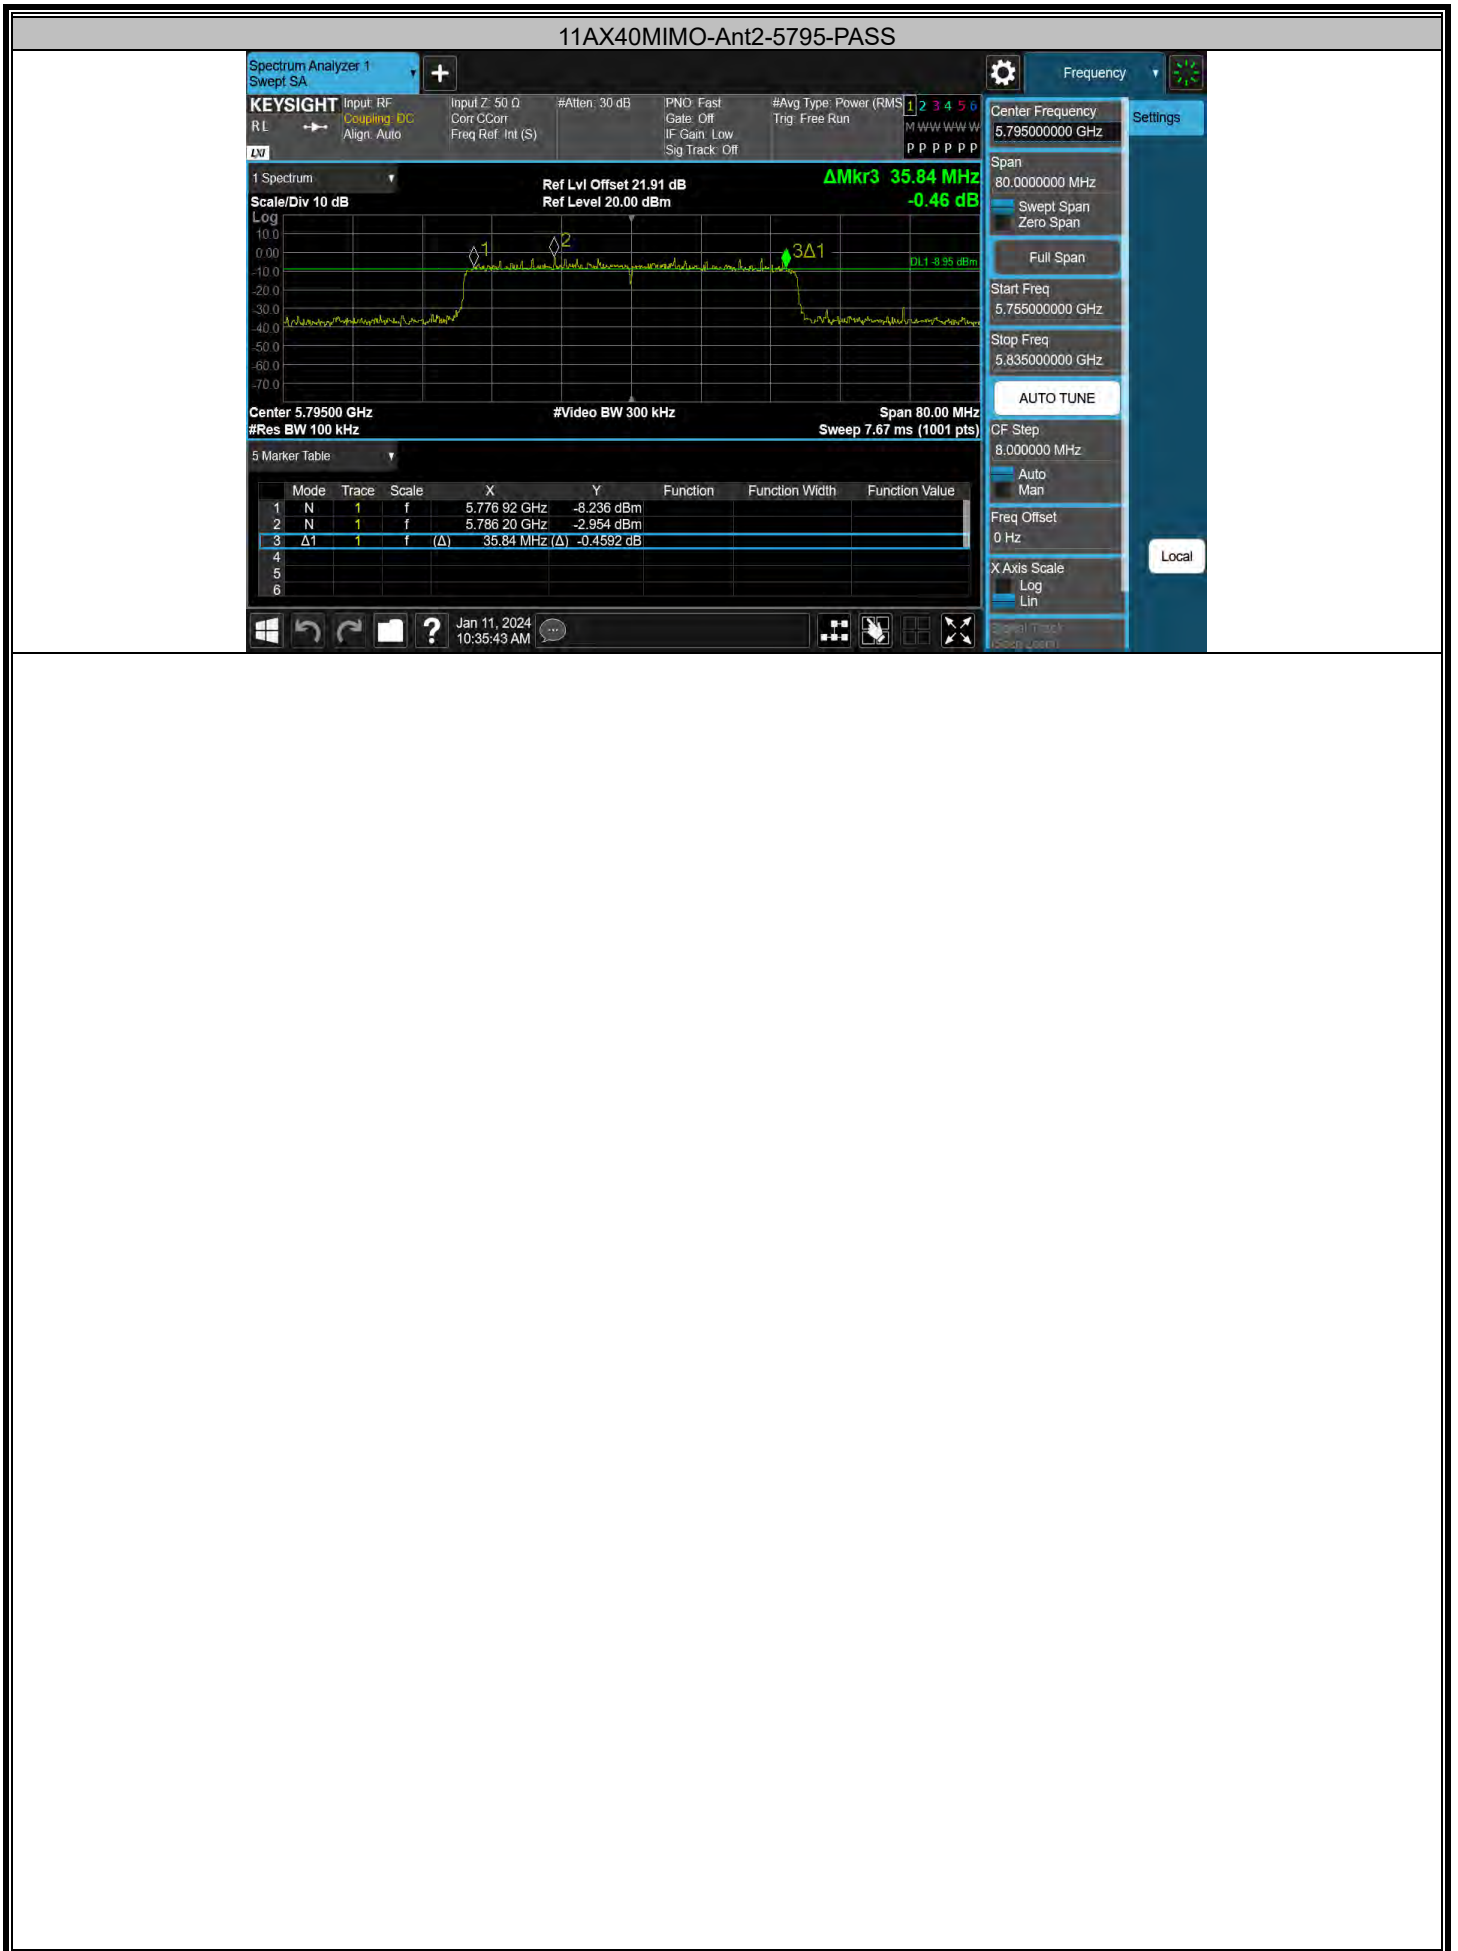 11AX40MIMO-Ant2-5795-PASS
Spectrum Analyzer 1
Swept SA
Frequency
KEYSIGHT
R L
LXI
Input: RF
Coupling: DC
Align: Auto
Input Z: 50 Ω
Corr CCorr
Freq Ref: Int (S)
#Atten: 30 dB
PNO: Fast
Gate: Off
IF Gain: Low
Sig Track: Off
#Avg Type: Power (RMS
Trig: Free Run
1 2 3 4 5 6
M W W W W W
P P P P P P
1 Spectrum
Scale/Div 10 dB
Ref Lvl Offset 21.91 dB
Ref Level 20.00 dBm
ΔMkr3 35.84 MHz
-0.46 dB
Log
10.0
0.00
-10.0
-20.0
-30.0
-40.0
-50.0
-60.0
-70.0
1
2
3Δ1
DL1 -8.95 dBm
Center 5.79500 GHz
#Video BW 300 kHz
Span 80.00 MHz
#Res BW 100 kHz
Sweep 7.67 ms (1001 pts)
5 Marker Table
Mode Trace Scale X Y Function Function Width Function Value
1 N 1 f 5.776 92 GHz -8.236 dBm
2 N 1 f 5.786 20 GHz -2.954 dBm
3 Δ1 1 f (Δ) 35.84 MHz (Δ) -0.4592 dB
4
5
6
?
Jan 11, 2024
10:35:43 AM
Center Frequency
5.795000000 GHz
Settings
Span
80.0000000 MHz
Swept Span
Zero Span
Full Span
Start Freq
5.755000000 GHz
Stop Freq
5.835000000 GHz
AUTO TUNE
CF Step
8.000000 MHz
Auto
Man
Freq Offset
0 Hz
X Axis Scale
Log
Lin
Signal Track
(Span Zoom)
Local